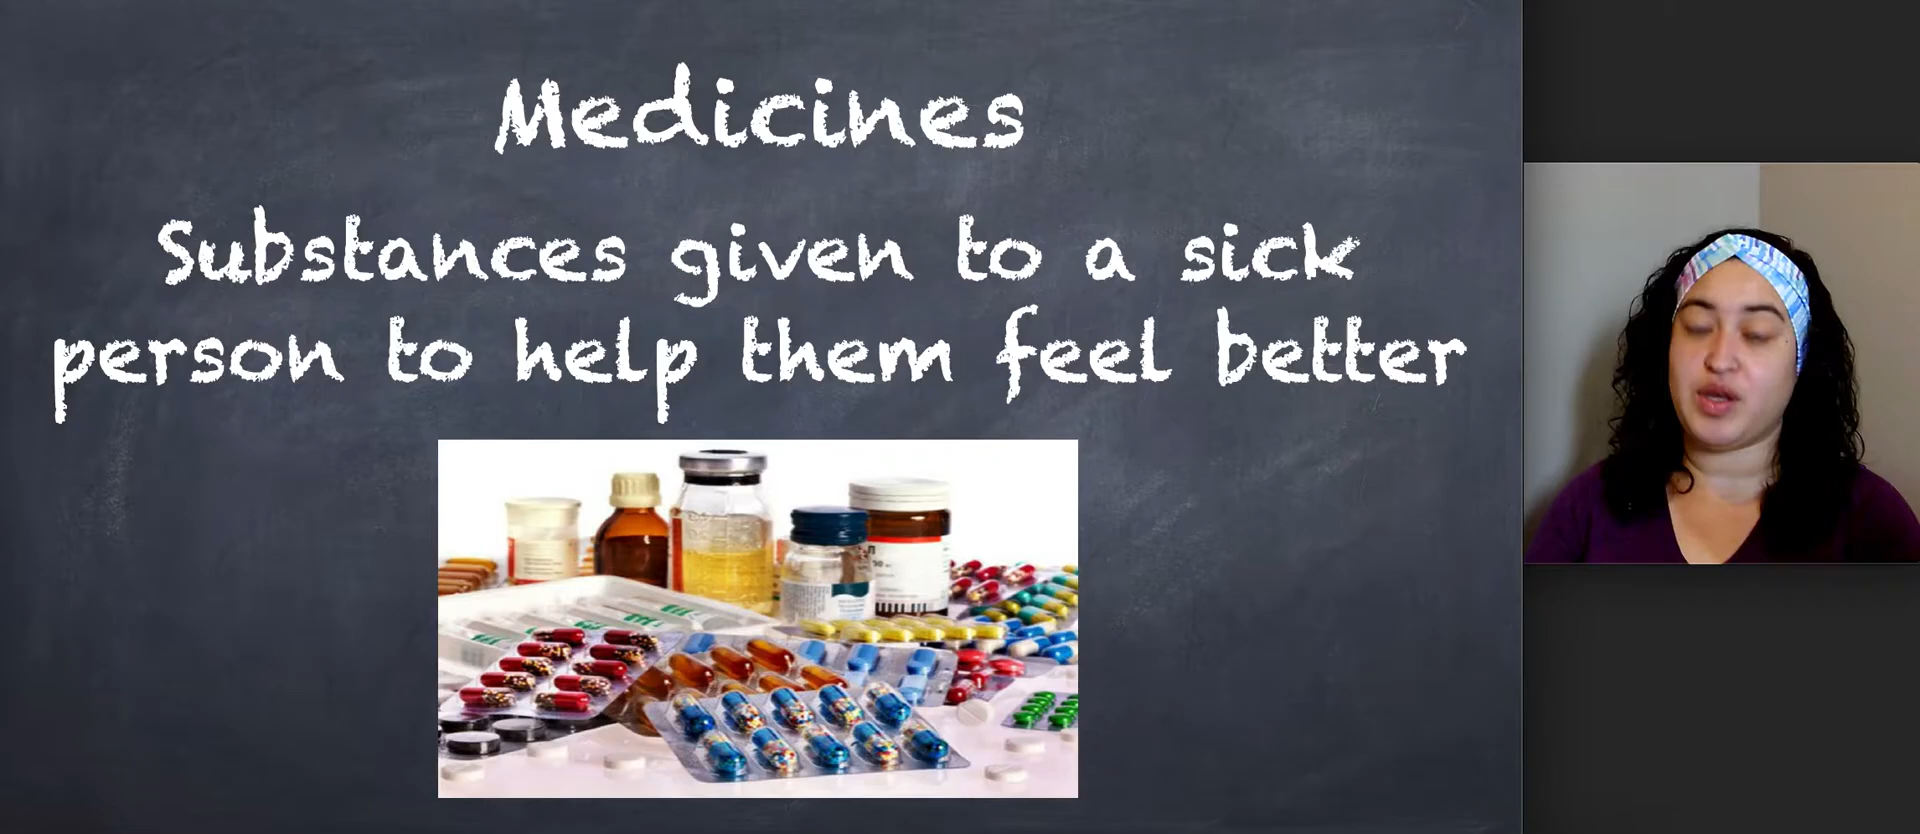 Medicines
Substances given to a sick
person to help them feel better